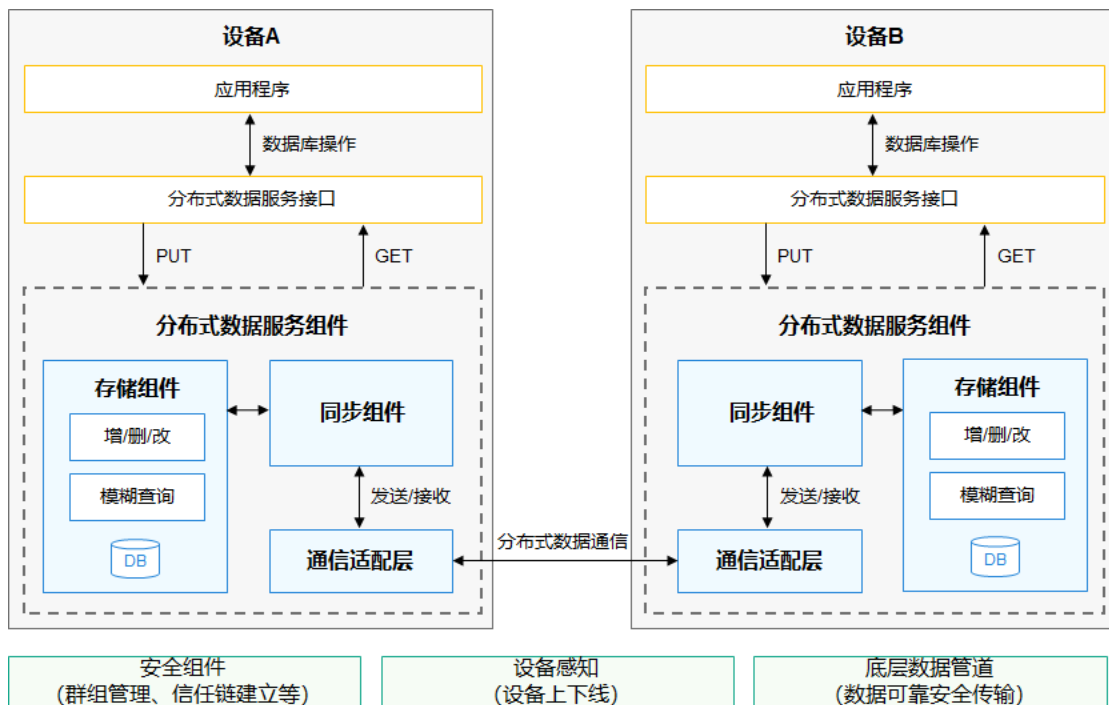 设备A
应用程序
数据库操作
分布式数据服务接口
PUT
GET
分布式数据服务组件
存储组件
增/删/改
模糊查询
DB
同步组件
发送/接收
通信适配层
分布式数据通信
设备B
应用程序
数据库操作
分布式数据服务接口
PUT
GET
分布式数据服务组件
同步组件
发送/接收
通信适配层
存储组件
增/删/改
模糊查询
DB
安全组件
（群组管理、信任链建立等）
设备感知
（设备上下线）
底层数据管道
（数据可靠安全传输）